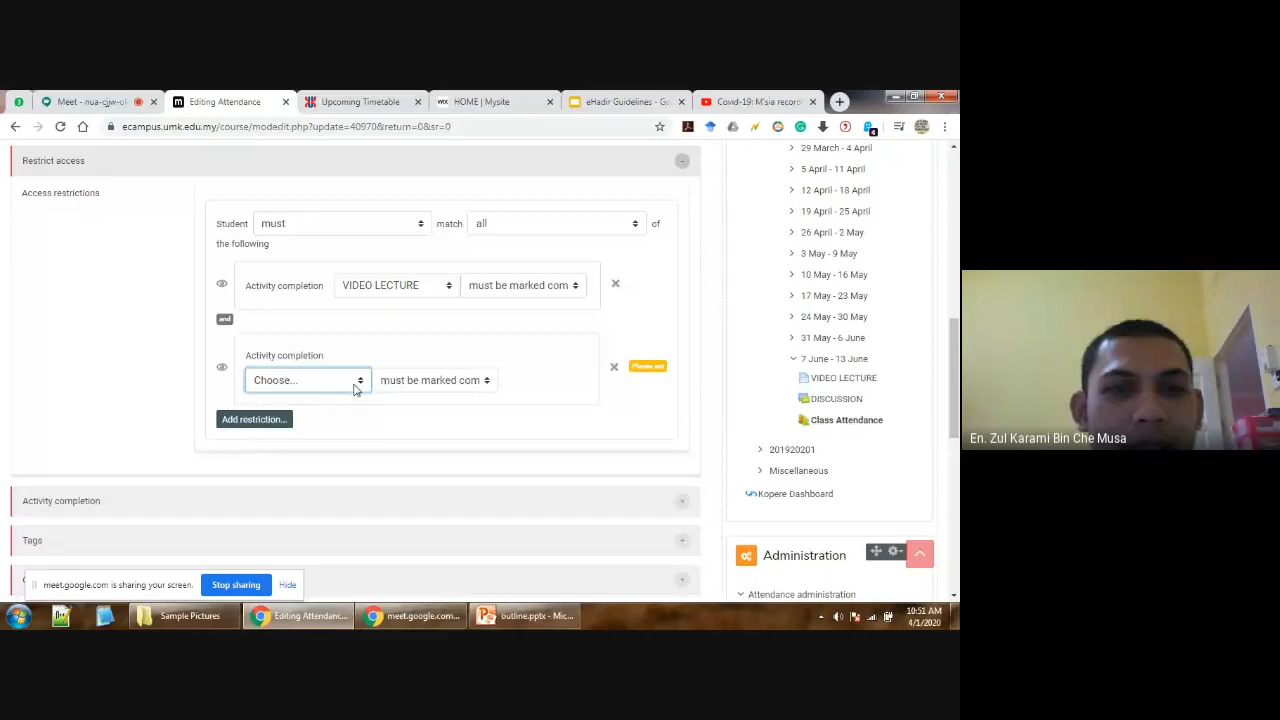 Meet - nua-cjjw-ol
Editing Attendance
Upcoming Timetable
HOME | Mysite
eHadir Guidelines - Go
Covid-19: M'sia record
ecampus.umk.edu.my/course/modedit.php?update=40970&return=0&sr=0
4
Restrict access
Access restrictions
Student must match all of
the following
Activity completion VIDEO LECTURE must be marked com
and
Activity completion
Please set
Choose... must be marked com
Add restriction...
Activity completion
Tags
29 March - 4 April
5 April - 11 April
12 April - 18 April
19 April - 25 April
26 April - 2 May
3 May - 9 May
10 May - 16 May
17 May - 23 May
24 May - 30 May
31 May - 6 June
7 June - 13 June
VIDEO LECTURE
DISCUSSION
Class Attendance
201920201
Miscellaneous
Kopere Dashboard
Administration
Attendance administration
meet.google.com is sharing your screen.
Stop sharing
Hide
Sample Pictures
Editing Attendanc...
meet.google.com...
outline.pptx - Mic...
10:51 AM
4/1/2020
En. Zul Karami Bin Che Musa